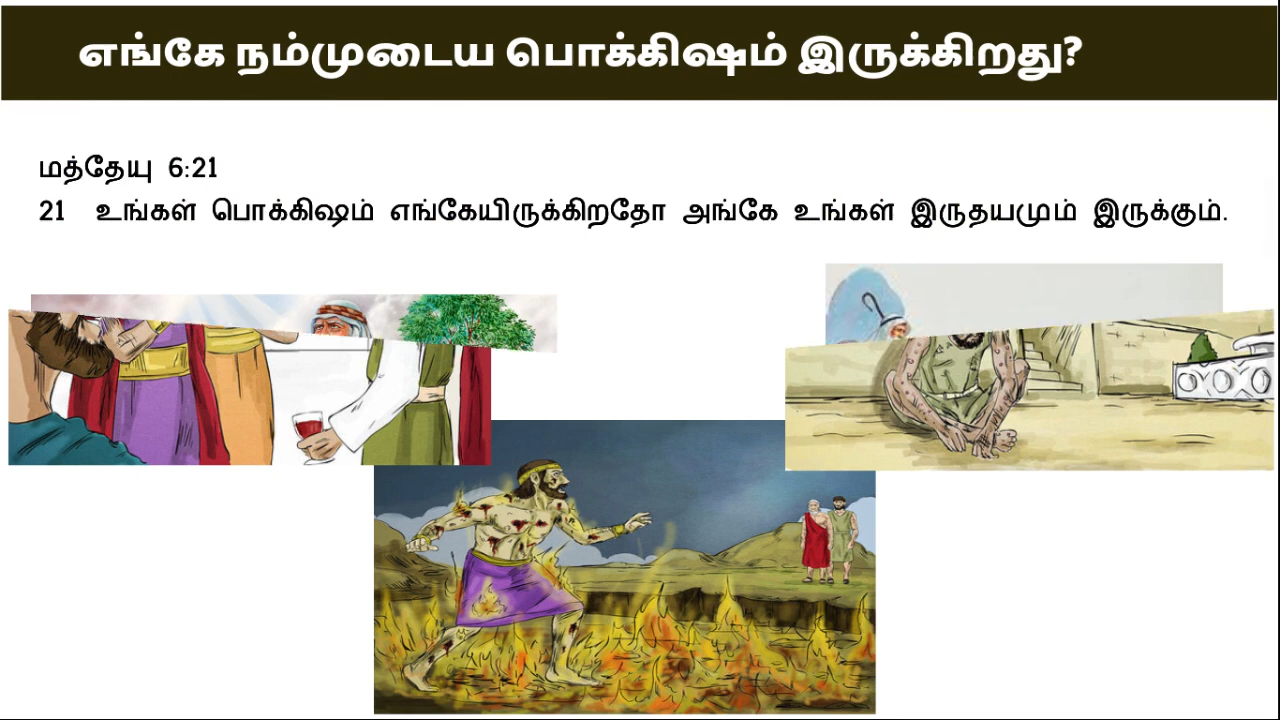 எங்கே நம்முடைய பொக்கிஷம் இருக்கிறது?
மத்தேயு 6:21
21 உங்கள் பொக்கிஷம் எங்கேயிருக்கிறதோ அங்கே உங்கள் இருதயமும் இருக்கும்.